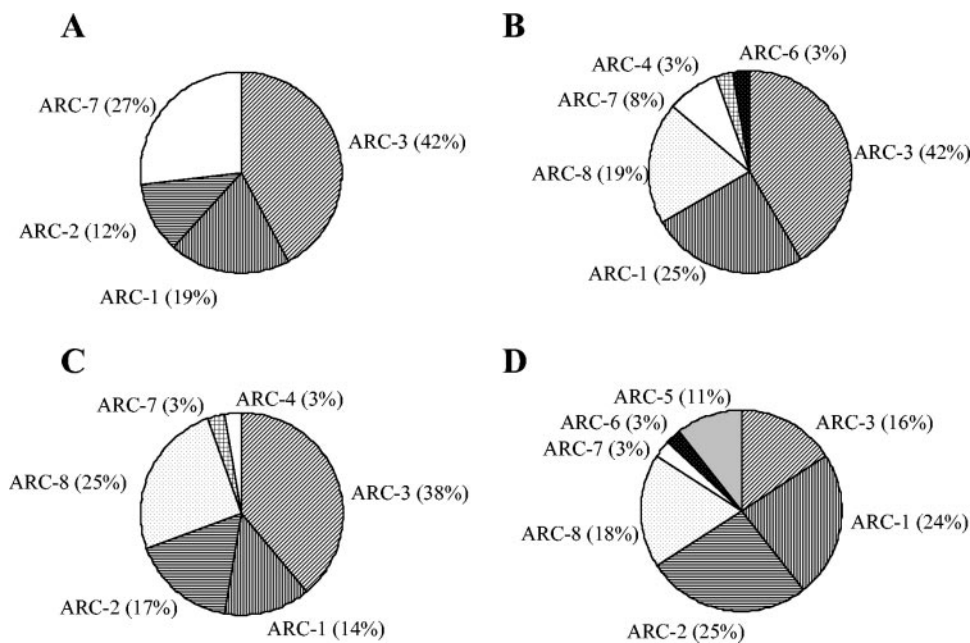 A
ARC-7 (27%)
ARC-3 (42%)
ARC-2 (12%)
ARC-1 (19%)
B
ARC-6 (3%)
ARC-4 (3%)
ARC-7 (8%)
ARC-3 (42%)
ARC-8 (19%)
ARC-1 (25%)
C
ARC-7 (3%)
ARC-4 (3%)
ARC-8 (25%)
ARC-3 (38%)
ARC-2 (17%)
ARC-1 (14%)
D
ARC-5 (11%)
ARC-6 (3%)
ARC-3 (16%)
ARC-7 (3%)
ARC-1 (24%)
ARC-8 (18%)
ARC-2 (25%)